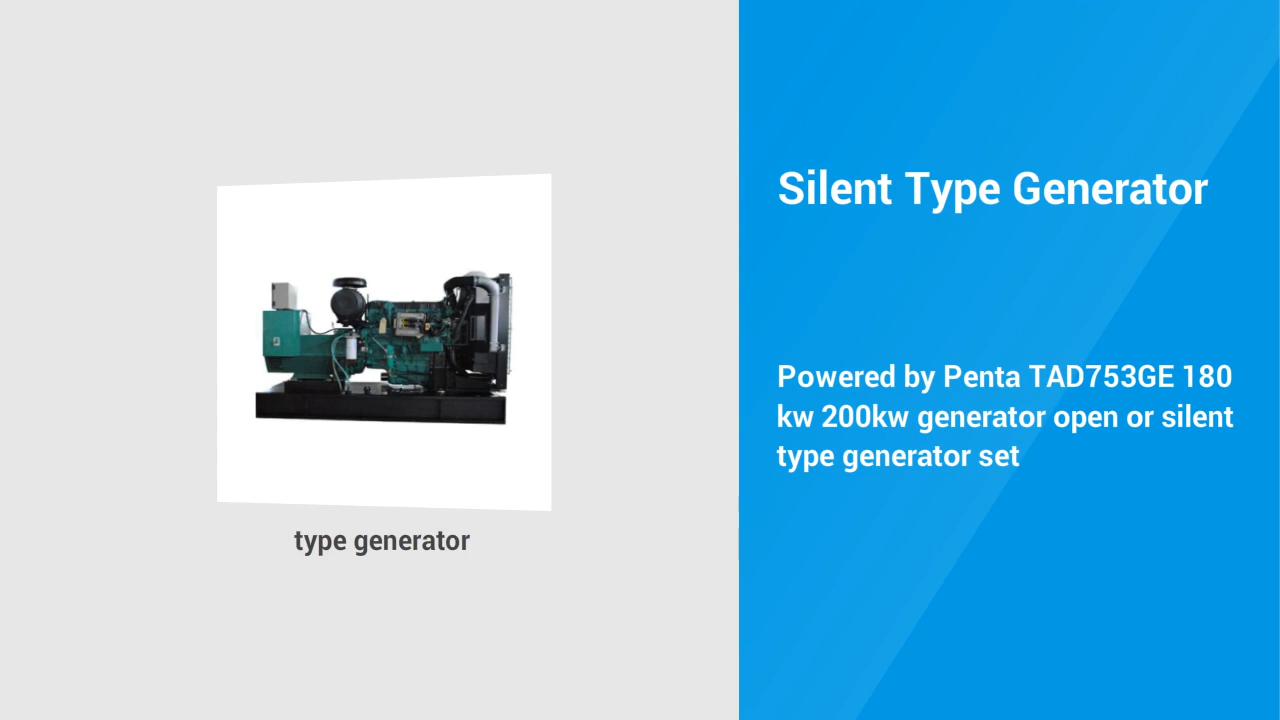 Silent Type Generator
Powered by Penta TAD753GE 180
kw 200kw generator open or silent
type generator set
type generator